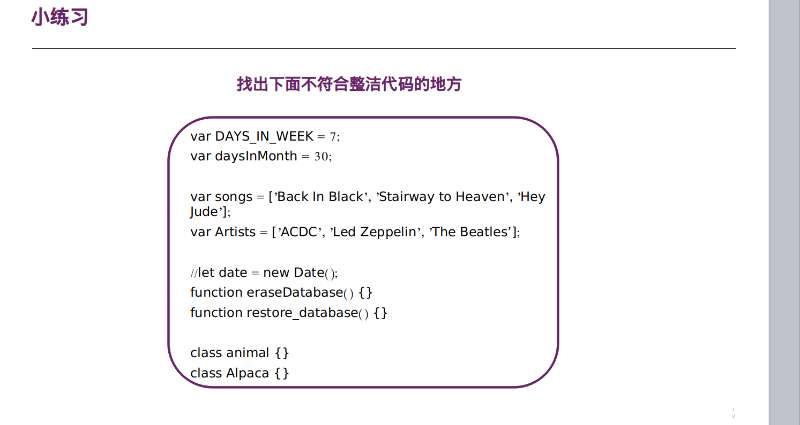 小练习
找出下面不符合整洁代码的地方
var DAYS_IN_WEEK = 7;
var daysInMonth = 30;
var songs = [’Back In Black’, ’Stairway to Heaven’, ’Hey
Jude’];
var Artists = [’ACDC’, ’Led Zeppelin’, ’The Beatles’];
//let date = new Date();
function eraseDatabase() {}
function restore_database() {}
class animal {}
class Alpaca {}